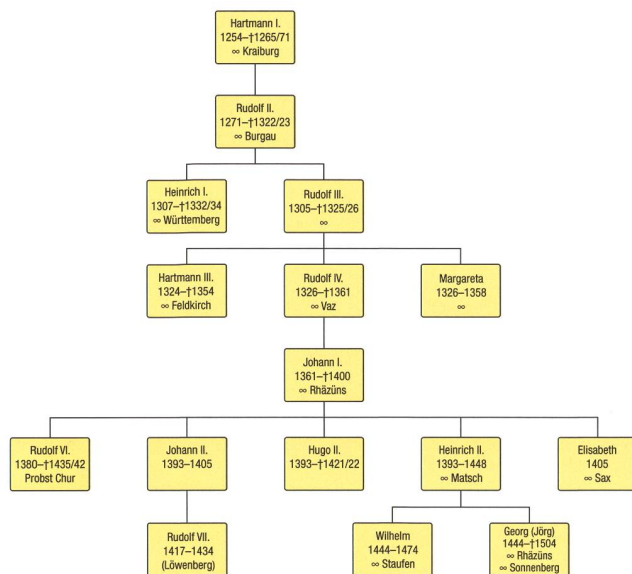 Hartmann I.
1254–†1265/71
∞ Kraiburg
Rudolf II.
1271–†1322/23
∞ Burgau
Heinrich I.
1307–†1332/34
∞ Württemberg
Rudolf III.
1305–†1325/26
∞
Hartmann III.
1324–†1354
∞ Feldkirch
Rudolf IV.
1326–†1361
∞ Vaz
Margareta
1326–1358
∞
Johann I.
1361–†1400
∞ Rhäzüns
Rudolf VI.
1380–†1435/42
Probst Chur
Johann II.
1393–1405
Hugo II.
1393–†1421/22
Heinrich II.
1393–1448
∞ Matsch
Elisabeth
1405
∞ Sax
Rudolf VII.
1417–1434
(Löwenberg)
Wilhelm
1444–1474
∞ Staufen
Georg (Jörg)
1444–†1504
∞ Rhäzüns
∞ Sonnenberg